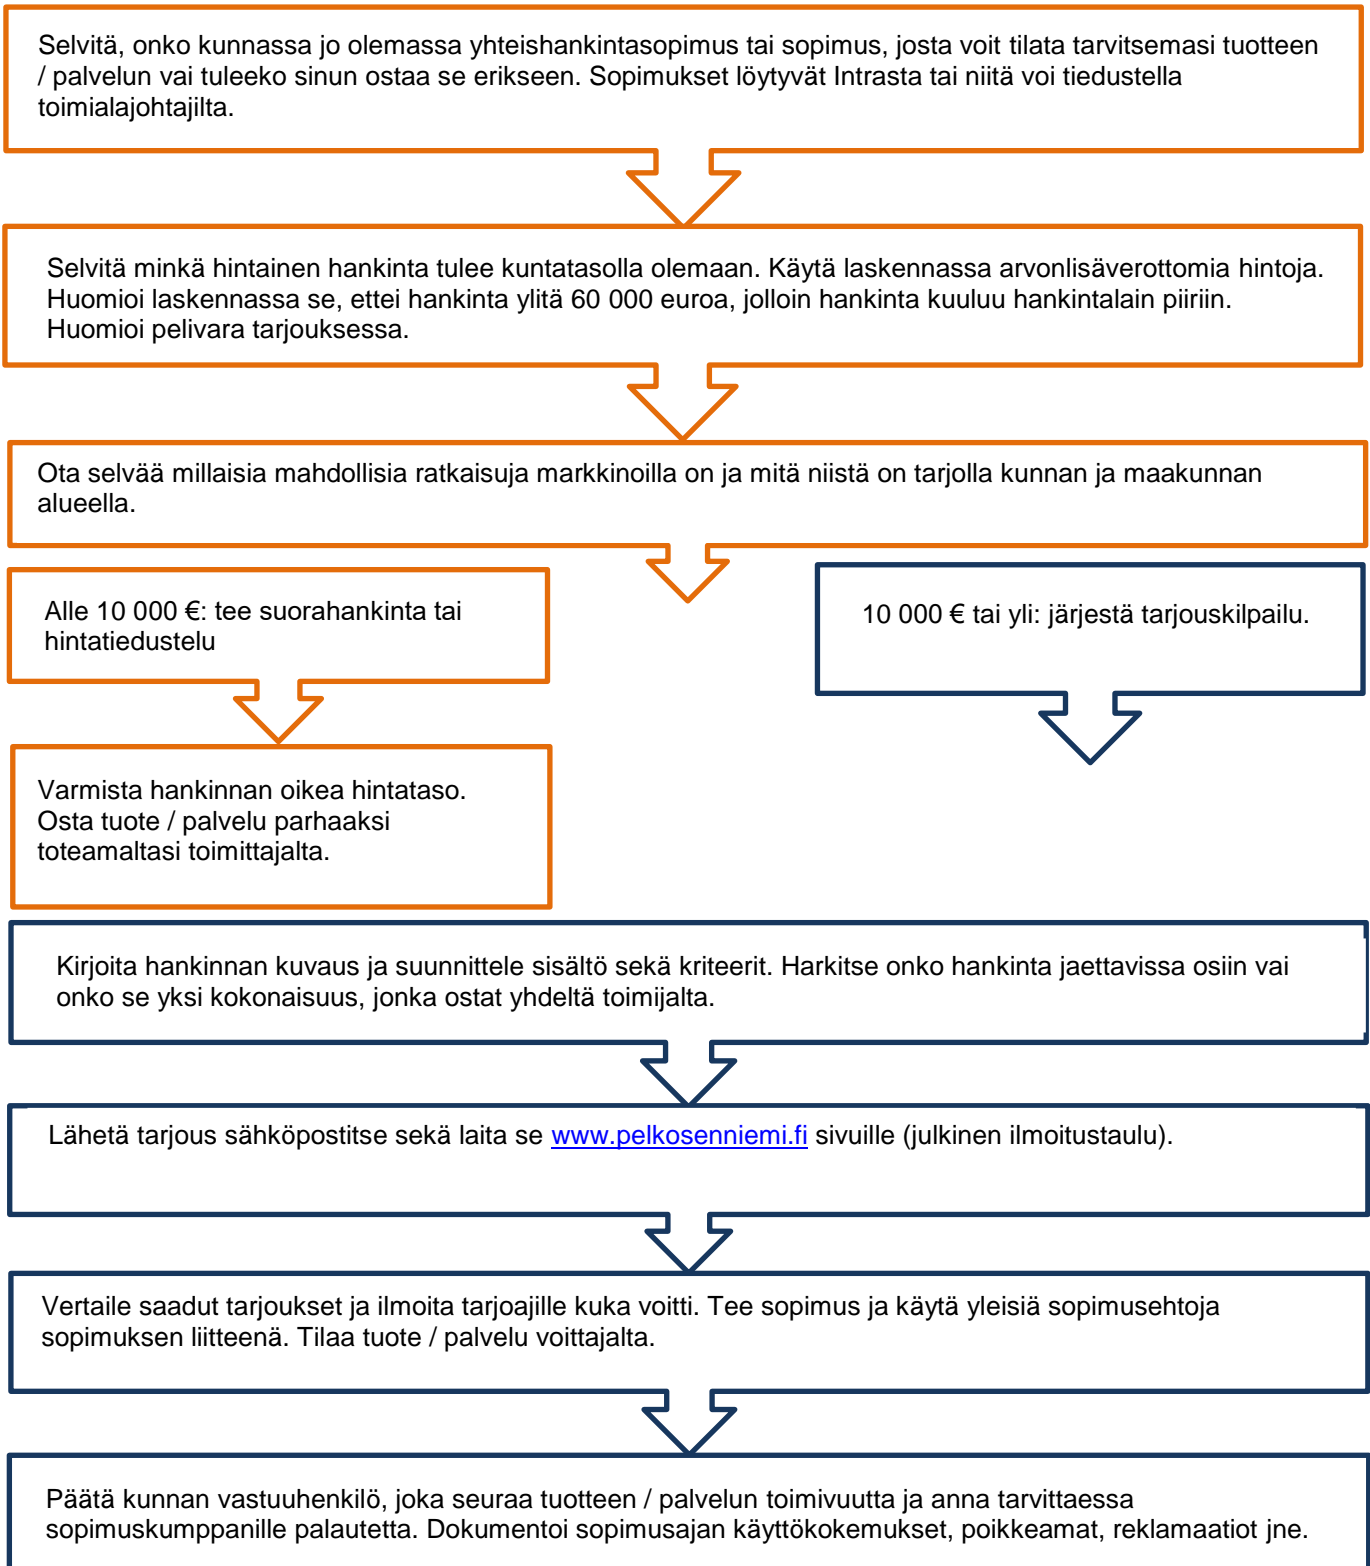 Selvitä, onko kunnassa jo olemassa yhteishankintasopimus tai sopimus, josta voit tilata tarvitsemasi tuotteen
/ palvelun vai tuleeko sinun ostaa se erikseen. Sopimukset löytyvät Intrasta tai niitä voi tiedustella
toimialajohtajilta.
Selvitä minkä hintainen hankinta tulee kuntatasolla olemaan. Käytä laskennassa arvonlisäverottomia hintoja.
Huomioi laskennassa se, ettei hankinta ylitä 60 000 euroa, jolloin hankinta kuuluu hankintalain piiriin.
Huomioi pelivara tarjouksessa.
Ota selvää millaisia mahdollisia ratkaisuja markkinoilla on ja mitä niistä on tarjolla kunnan ja maakunnan
alueella.
Alle 10 000 €: tee suorahankinta tai
hintatiedustelu
10 000 € tai yli: järjestä tarjouskilpailu.
Varmista hankinnan oikea hintataso.
Osta tuote / palvelu parhaaksi
toteamaltasi toimittajalta.
Kirjoita hankinnan kuvaus ja suunnittele sisältö sekä kriteerit. Harkitse onko hankinta jaettavissa osiin vai
onko se yksi kokonaisuus, jonka ostat yhdeltä toimijalta.
Lähetä tarjous sähköpostitse sekä laita se www.pelkosenniemi.fi sivuille (julkinen ilmoitustaulu).
Vertaile saadut tarjoukset ja ilmoita tarjoajille kuka voitti. Tee sopimus ja käytä yleisiä sopimusehtoja
sopimuksen liitteenä. Tilaa tuote / palvelu voittajalta.
Päätä kunnan vastuuhenkilö, joka seuraa tuotteen / palvelun toimivuutta ja anna tarvittaessa
sopimuskumppanille palautetta. Dokumentoi sopimusajan käyttökokemukset, poikkeamat, reklamaatiot jne.